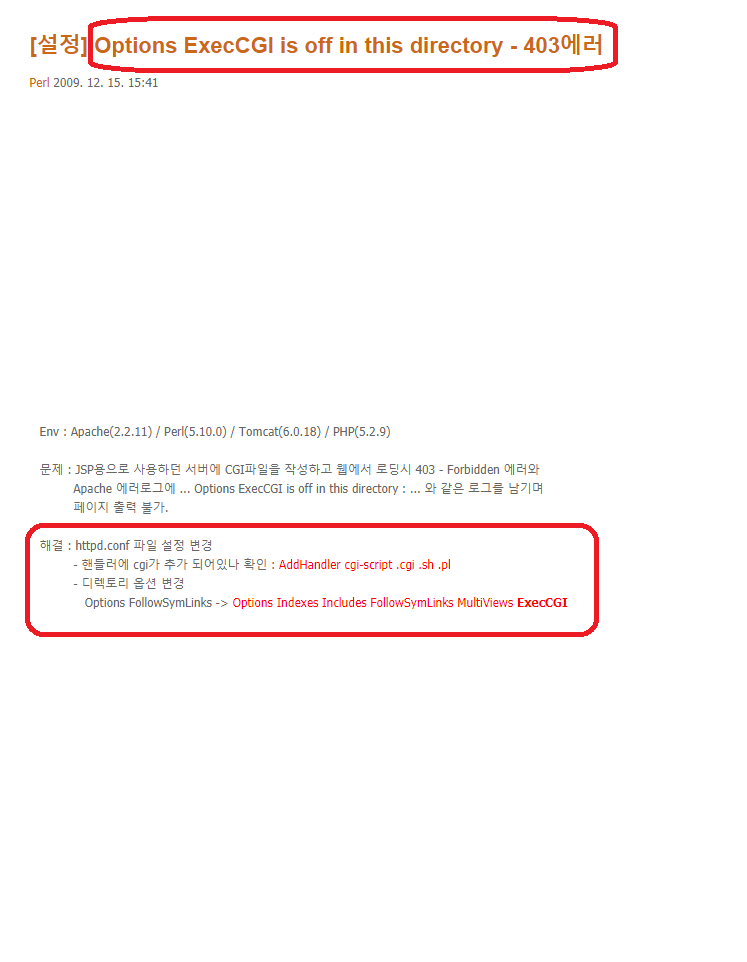 [설정] Options ExecCGI is off in this directory - 403에러
Perl 2009. 12. 15. 15:41
Env : Apache(2.2.11) / Perl(5.10.0) / Tomcat(6.0.18) / PHP(5.2.9)
문제 : JSP용으로 사용하던 서버에 CGI파일을 작성하고 웹에서 로딩시 403 - Forbidden 에러와
Apache 에러로그에 ... Options ExecCGI is off in this directory : ... 와 같은 로그를 남기며
페이지 출력 불가.
해결 : httpd.conf 파일 설정 변경
- 핸들러에 cgi가 추가 되어있나 확인 : AddHandler cgi-script .cgi .sh .pl
- 디렉토리 옵션 변경
Options FollowSymLinks -> Options Indexes Includes FollowSymLinks MultiViews ExecCGI